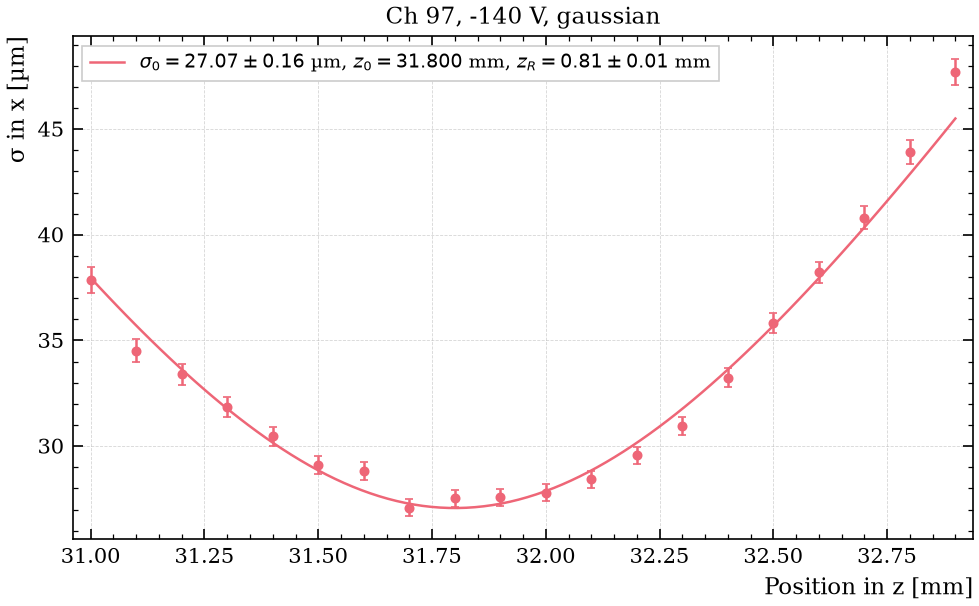 Ch 97, -140 V, gaussian
σ₀ = 27.07 ± 0.16 µm, z₀ = 31.800 mm, z_R = 0.81 ± 0.01 mm
σ in x [µm]
45
40
35
30
31.00 31.25 31.50 31.75 32.00 32.25 32.50 32.75
Position in z [mm]